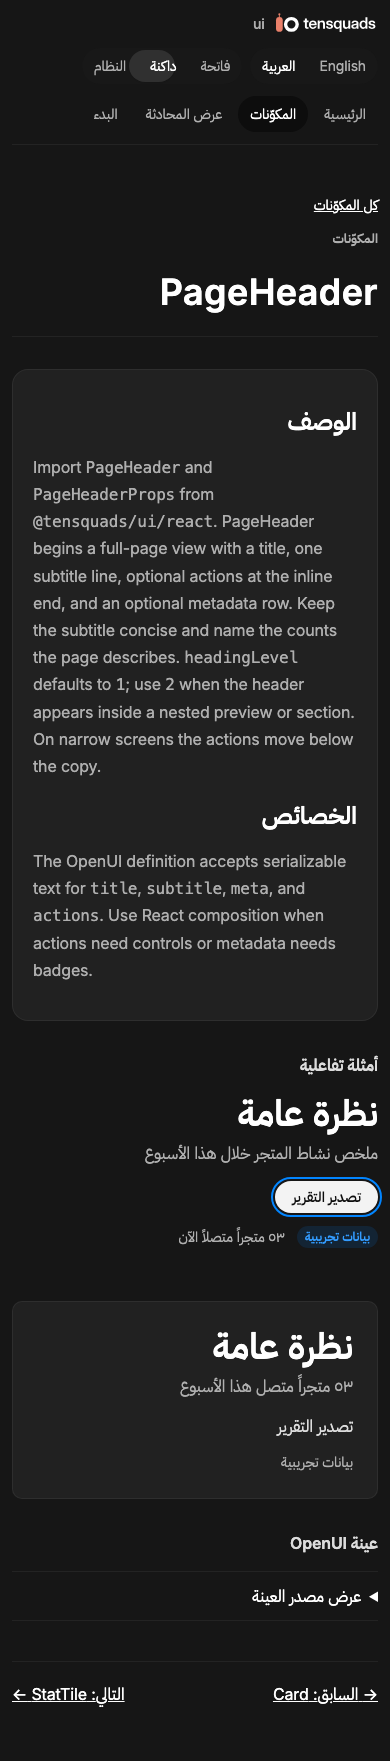 tensquads ui
English العربية فاتحة داكنة النظام
الرئيسية المكوّنات عرض المحادثة البدء
كل المكوّنات
المكوّنات
PageHeader
الوصف
Import PageHeader and
PageHeaderProps from
@tensquads/ui/react. PageHeader
begins a full-page view with a title, one
subtitle line, optional actions at the inline
end, and an optional metadata row. Keep
the subtitle concise and name the counts
the page describes. headingLevel
defaults to 1; use 2 when the header
appears inside a nested preview or section.
On narrow screens the actions move below
the copy.
الخصائص
The OpenUI definition accepts serializable
text for title, subtitle, meta, and
actions. Use React composition when
actions need controls or metadata needs
badges.
أمثلة تفاعلية
نظرة عامة
ملخص نشاط المتجر خلال هذا الأسبوع
تصدير التقرير
بيانات تجريبية ٥٣ متجراً متصلاً الآن
نظرة عامة
٥٣ متجراً متصل هذا الأسبوع
تصدير التقرير
بيانات تجريبية
عينة OpenUI
عرض مصدر العينة
→ السابق: Card
التالي: StatTile ←